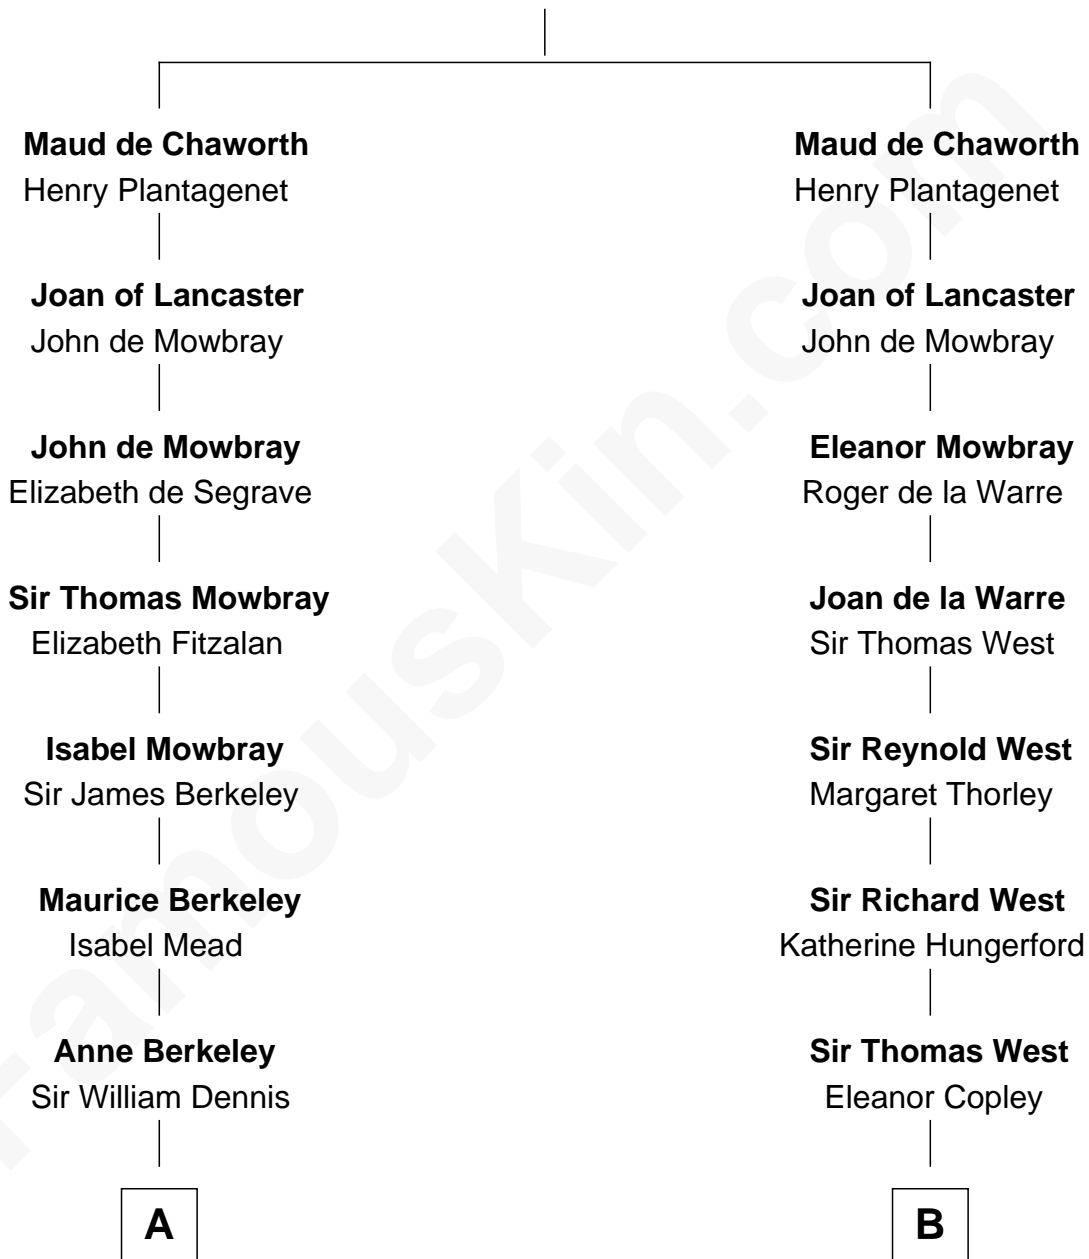 Maud de Chaworth
Henry Plantagenet
Joan of Lancaster
John de Mowbray
John de Mowbray
Elizabeth de Segrave
Sir Thomas Mowbray
Elizabeth Fitzalan
Isabel Mowbray
Sir James Berkeley
Maurice Berkeley
Isabel Mead
Anne Berkeley
Sir William Dennis
A
Maud de Chaworth
Henry Plantagenet
Joan of Lancaster
John de Mowbray
Eleanor Mowbray
Roger de la Warre
Joan de la Warre
Sir Thomas West
Sir Reynold West
Margaret Thorley
Sir Richard West
Katherine Hungerford
Sir Thomas West
Eleanor Copley
B
FamousKin.com